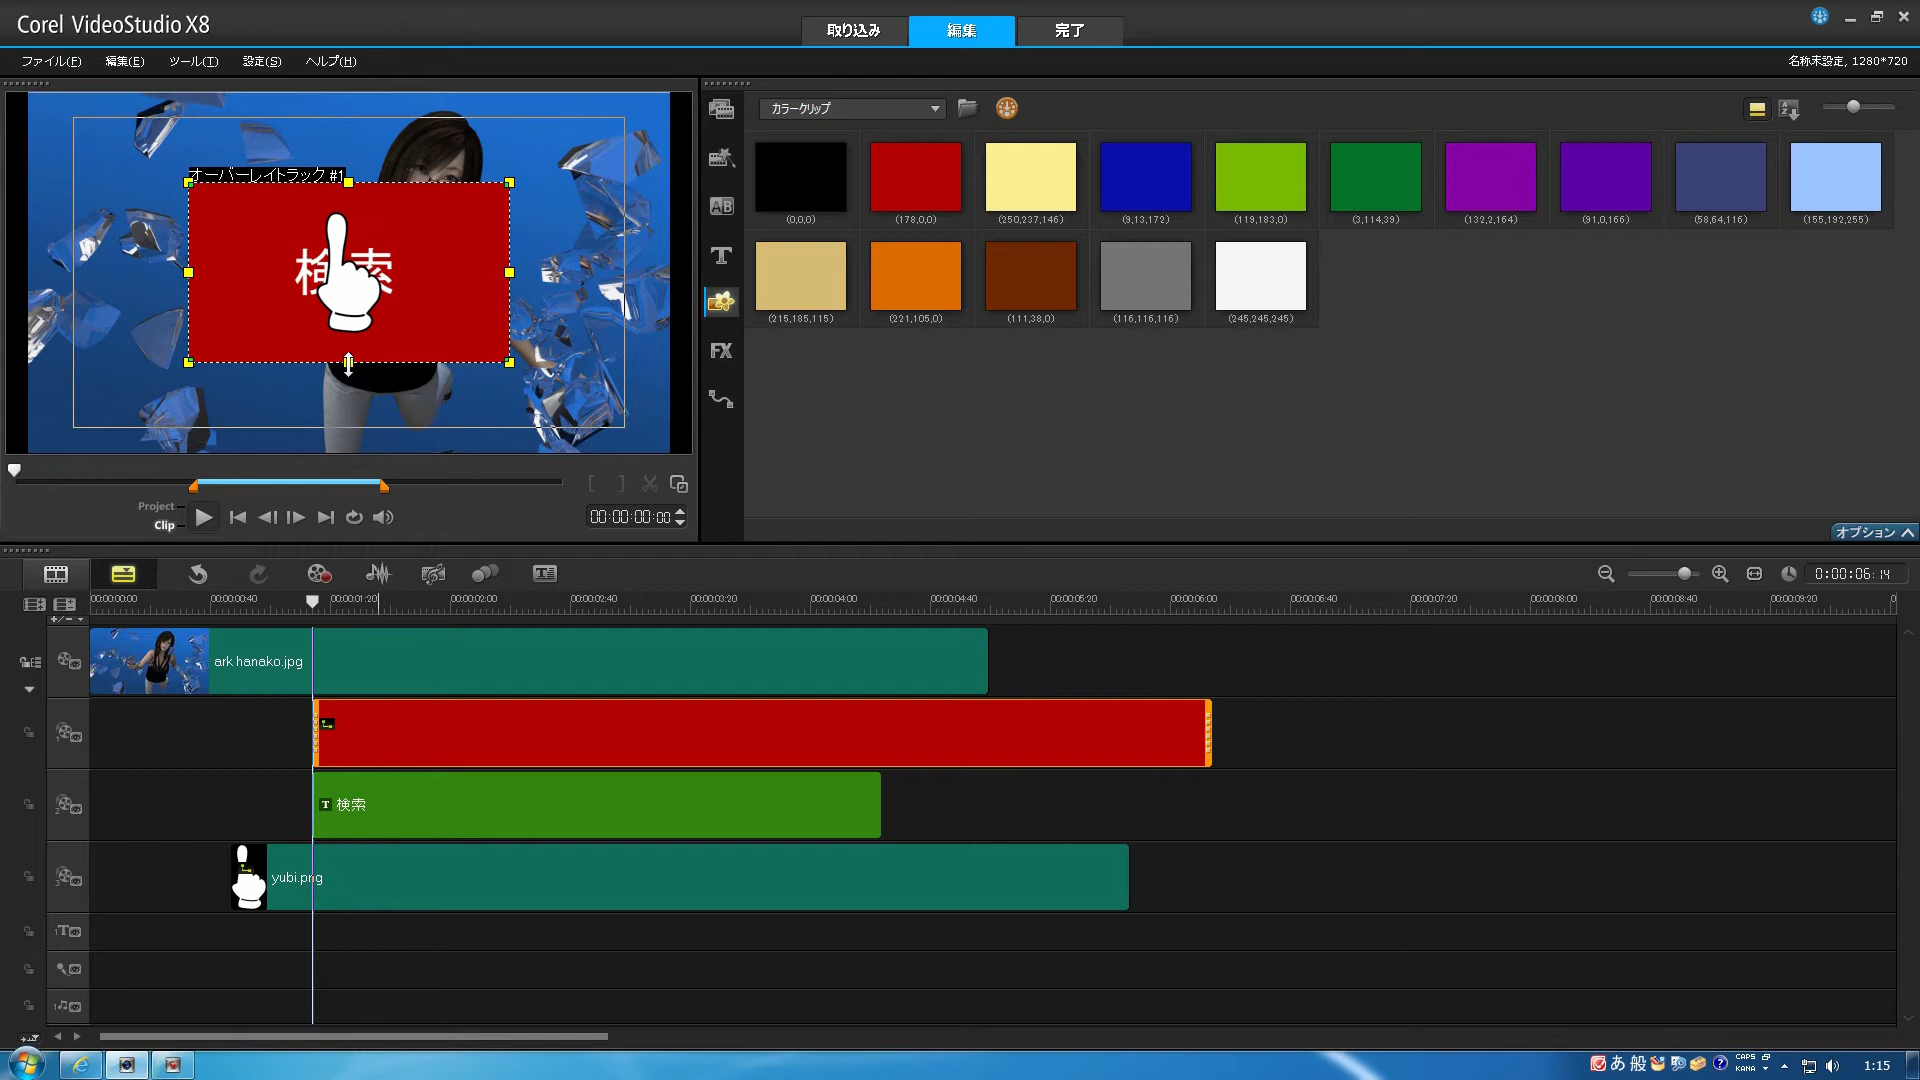 Corel VideoStudio X8
取り込み
編集
完了
ファイル(F)
編集(E)
ツール(T)
設定(S)
ヘルプ(H)
名称未設定, 1280*720
オーバーレイトラック #1
検索
Project
Clip
00:00:00:00
カラークリップ
AB
T
FX
(0,0,0)
(178,0,0)
(250,237,146)
(9,13,172)
(119,183,0)
(3,114,39)
(132,2,164)
(91,0,166)
(58,64,116)
(155,192,255)
(215,185,115)
(221,105,0)
(111,38,0)
(116,116,116)
(245,245,245)
オプション
0:00:06:14
00:00:00:00
00:00:00:40
00:00:01:20
00:00:02:00
00:00:02:40
00:00:03:20
00:00:04:00
00:00:04:40
00:00:05:20
00:00:06:00
00:00:06:40
00:00:07:20
00:00:08:00
00:00:08:40
00:00:09:20
ark hanako.jpg
1
2
T 検索
3
yubi.png
1T
1
あ 般
CAPS
KANA
1:15